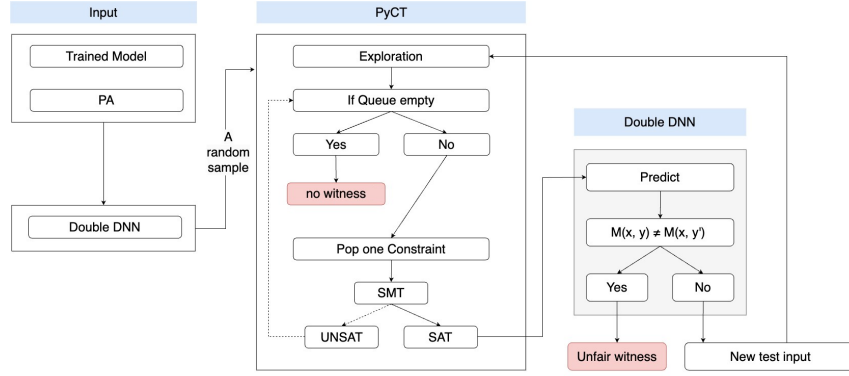 Input
Trained Model
PA
Double DNN
A
random
sample
PyCT
Exploration
If Queue empty
Yes
No
no witness
Pop one Constraint
SMT
UNSAT
SAT
Double DNN
Predict
M(x, y) ≠ M(x, y')
Yes
No
Unfair witness
New test input